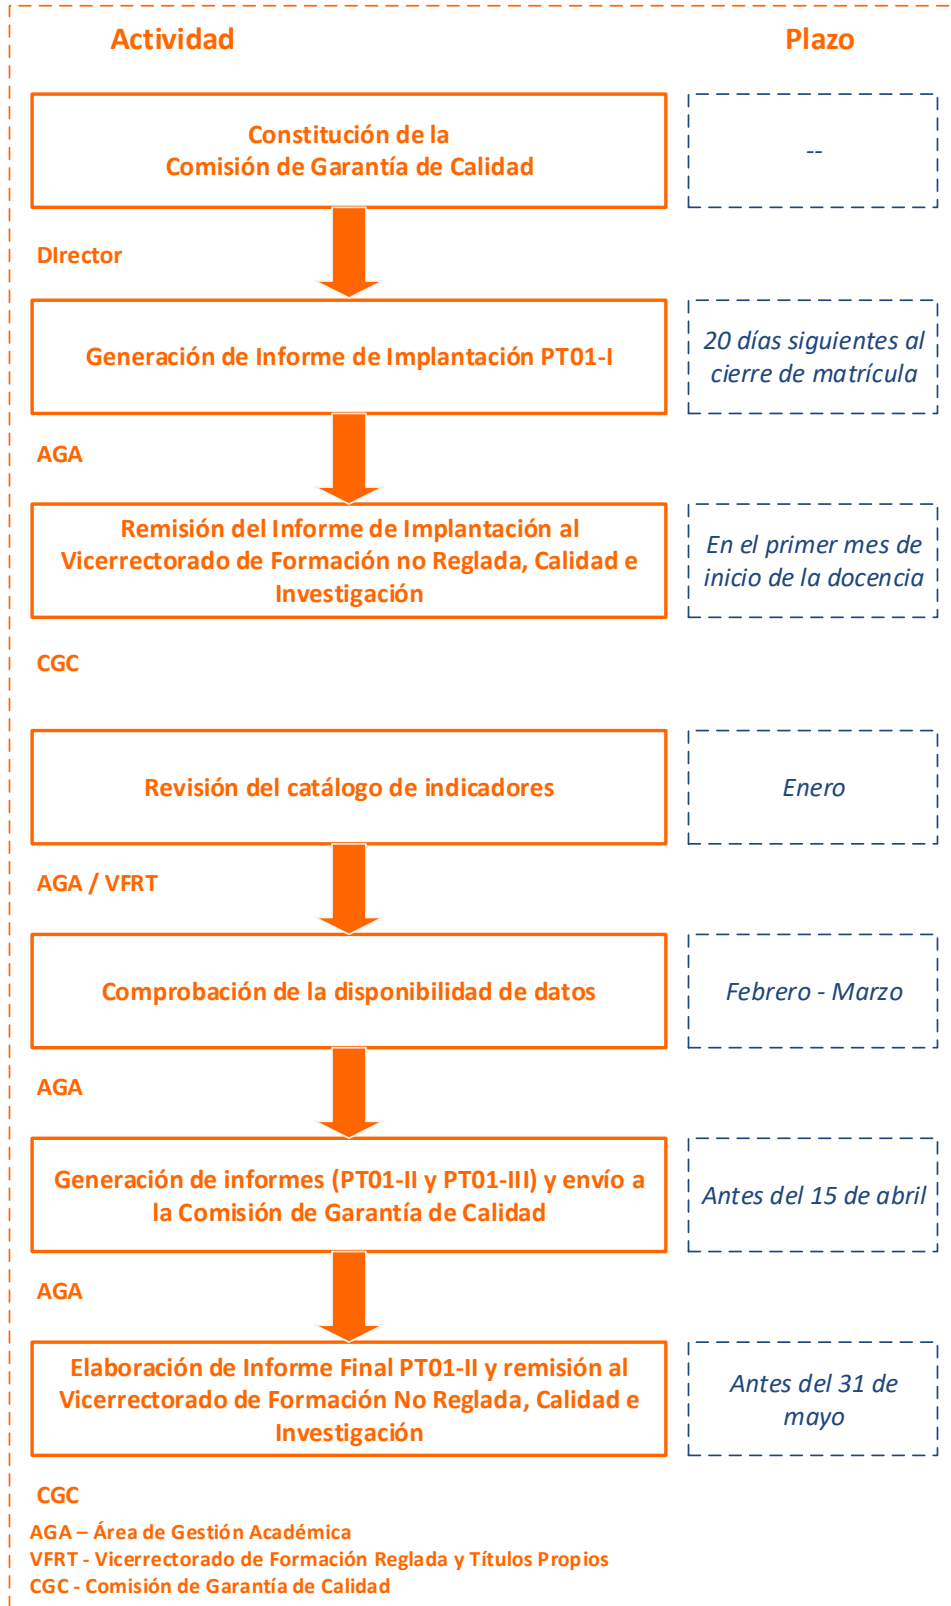 Actividad
Plazo
Constitución de la
Comisión de Garantía de Calidad
--
DIrector
Generación de Informe de Implantación PT01-I
20 días siguientes al
cierre de matrícula
AGA
Remisión del Informe de Implantación al
Vicerrectorado de Formación no Reglada, Calidad e
Investigación
En el primer mes de
inicio de la docencia
CGC
Revisión del catálogo de indicadores
Enero
AGA / VFRT
Comprobación de la disponibilidad de datos
Febrero - Marzo
AGA
Generación de informes (PT01-II y PT01-III) y envío a
la Comisión de Garantía de Calidad
Antes del 15 de abril
AGA
Elaboración de Informe Final PT01-II y remisión al
Vicerrectorado de Formación No Reglada, Calidad e
Investigación
Antes del 31 de
mayo
CGC
AGA – Área de Gestión Académica
VFRT - Vicerrectorado de Formación Reglada y Títulos Propios
CGC - Comisión de Garantía de Calidad